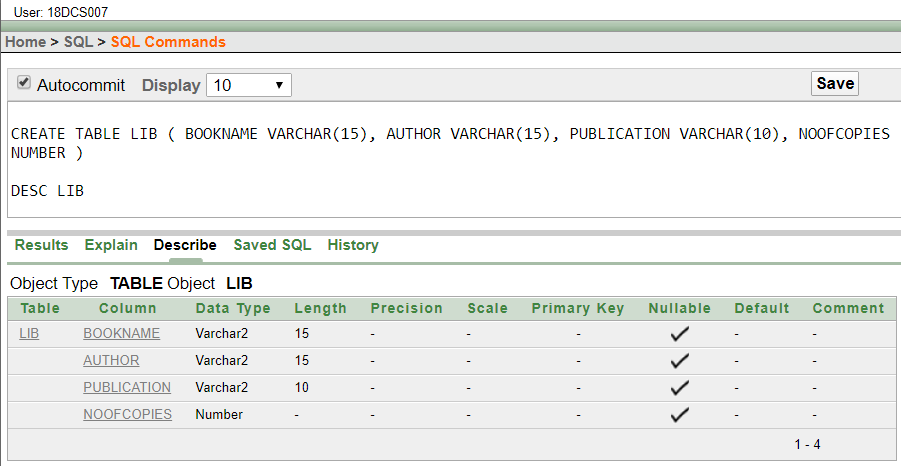 User: 18DCS007
Home > SQL > SQL Commands
Autocommit Display 10 Save
CREATE TABLE LIB ( BOOKNAME VARCHAR(15), AUTHOR VARCHAR(15), PUBLICATION VARCHAR(10), NOOFCOPIES
NUMBER )
DESC LIB
Results Explain Describe Saved SQL History
Object Type TABLE Object LIB
Table Column Data Type Length Precision Scale Primary Key Nullable Default Comment
LIB BOOKNAME Varchar2 15 - - - - -
AUTHOR Varchar2 15 - - - - -
PUBLICATION Varchar2 10 - - - - -
NOOFCOPIES Number - - - - - -
1 - 4